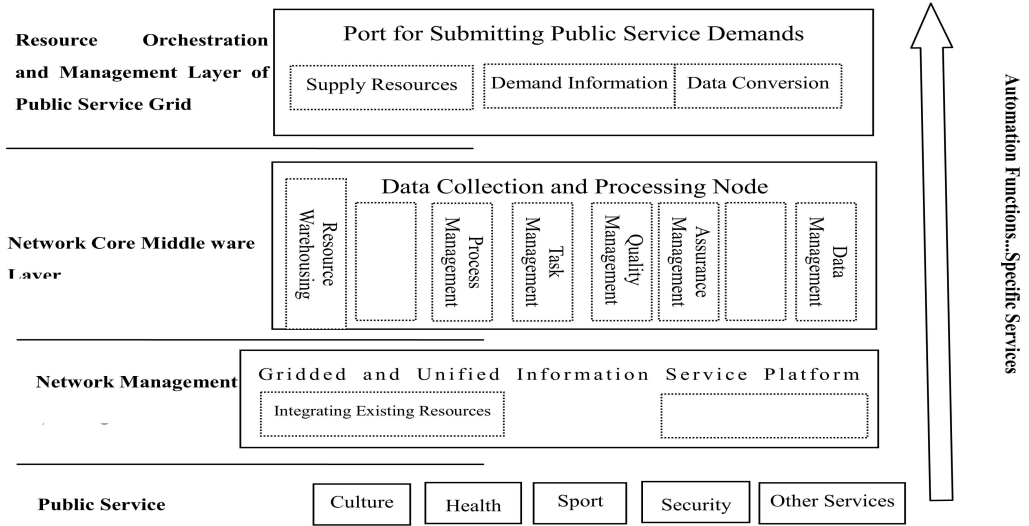 Resource Orchestration
and Management Layer of
Public Service Grid
Port for Submitting Public Service Demands
Supply Resources
Demand Information
Data Conversion
Network Core Middle ware
Layer
Data Collection and Processing Node
Resource
Warehousing
Process
Management
Task
Management
Quality
Management
Assurance
Management
Data
Management
Network Management
Gridded and Unified Information Service Platform
Integrating Existing Resources
Public Service
Culture
Health
Sport
Security
Other Services
Automation Functions...Specific Services